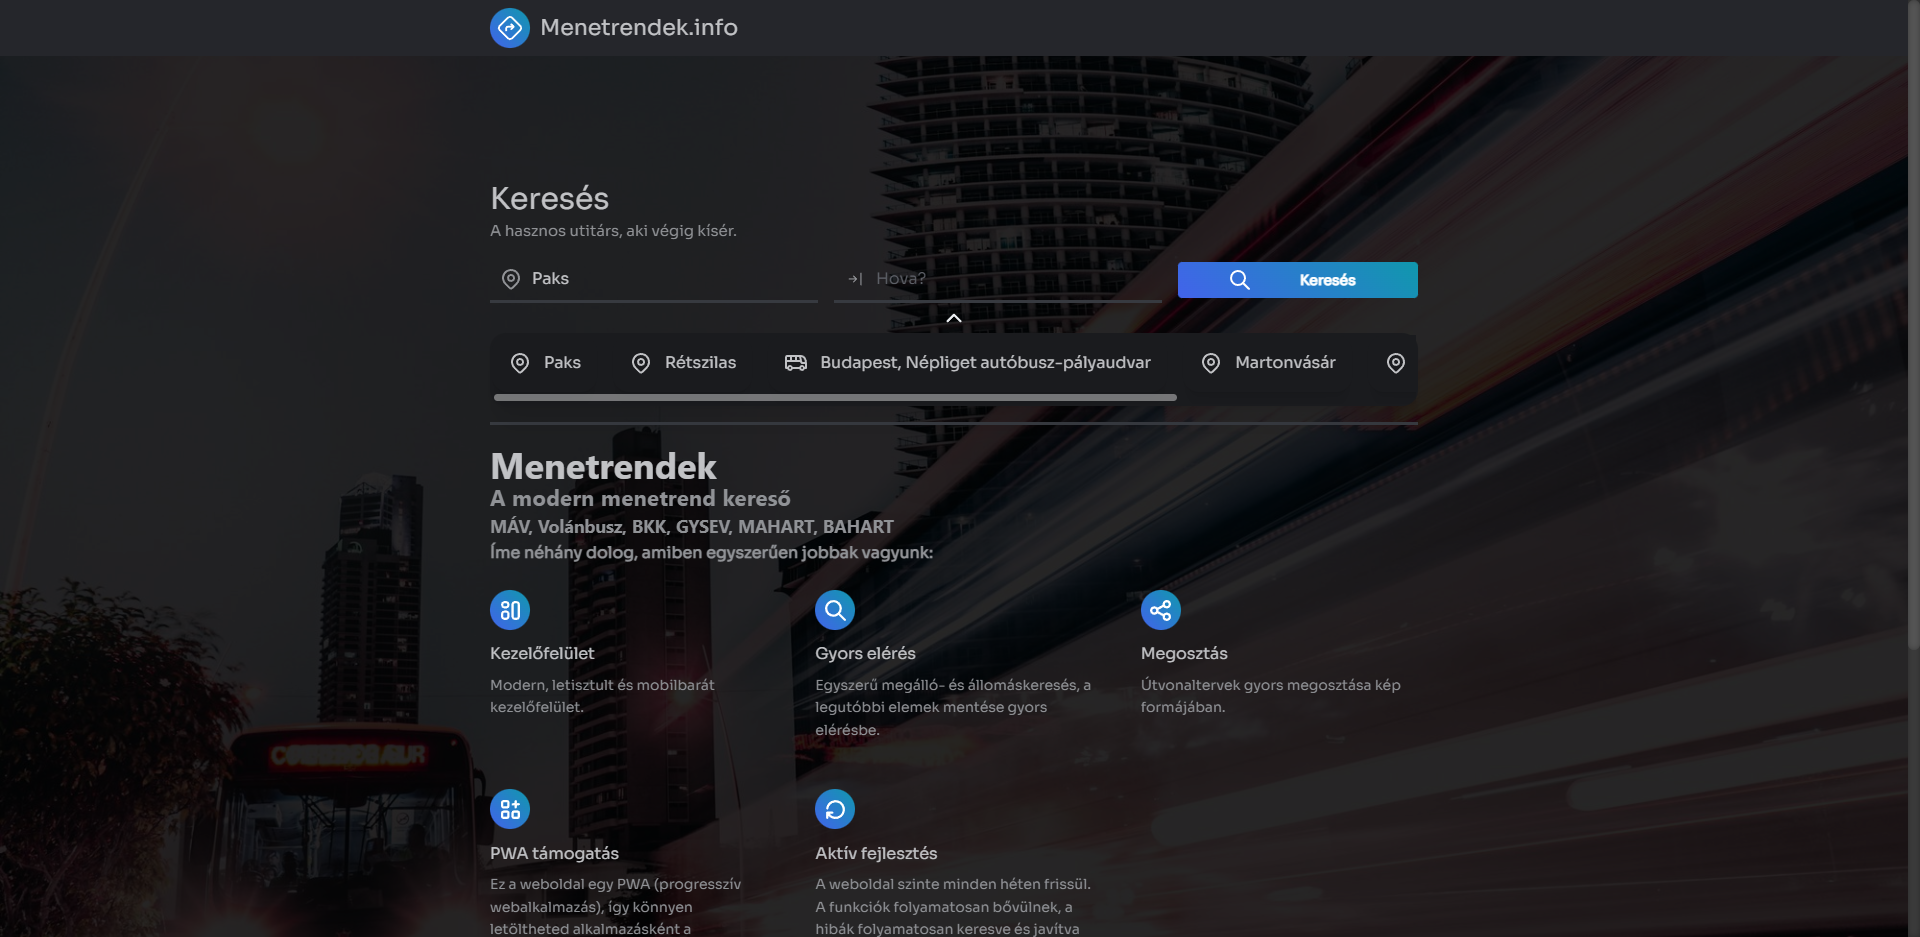 Menetrendek.info
Keresés
A hasznos utitárs, aki végig kísér.
Paks
Hova?
Keresés
Paks
Rétszilas
Budapest, Népliget autóbusz-pályaudvar
Martonvásár
Menetrendek
A modern menetrend kereső
MÁV, Volánbusz, BKK, GYSEV, MAHART, BAHART
Íme néhány dolog, amiben egyszerűen jobbak vagyunk:
Kezelőfelület
Modern, letisztult és mobilbarát
kezelőfelület.
Gyors elérés
Egyszerű megálló- és állomáskeresés, a
legutóbbi elemek mentése gyors
elérésbe.
Megosztás
Útvonaltervek gyors megosztása kép
formájában.
PWA támogatás
Ez a weboldal egy PWA (progresszív
webalkalmazás), így könnyen
letöltheted alkalmazásként a
Aktív fejlesztés
A weboldal szinte minden héten frissül.
A funkciók folyamatosan bővülnek, a
hibák folyamatosan keresve és javítva